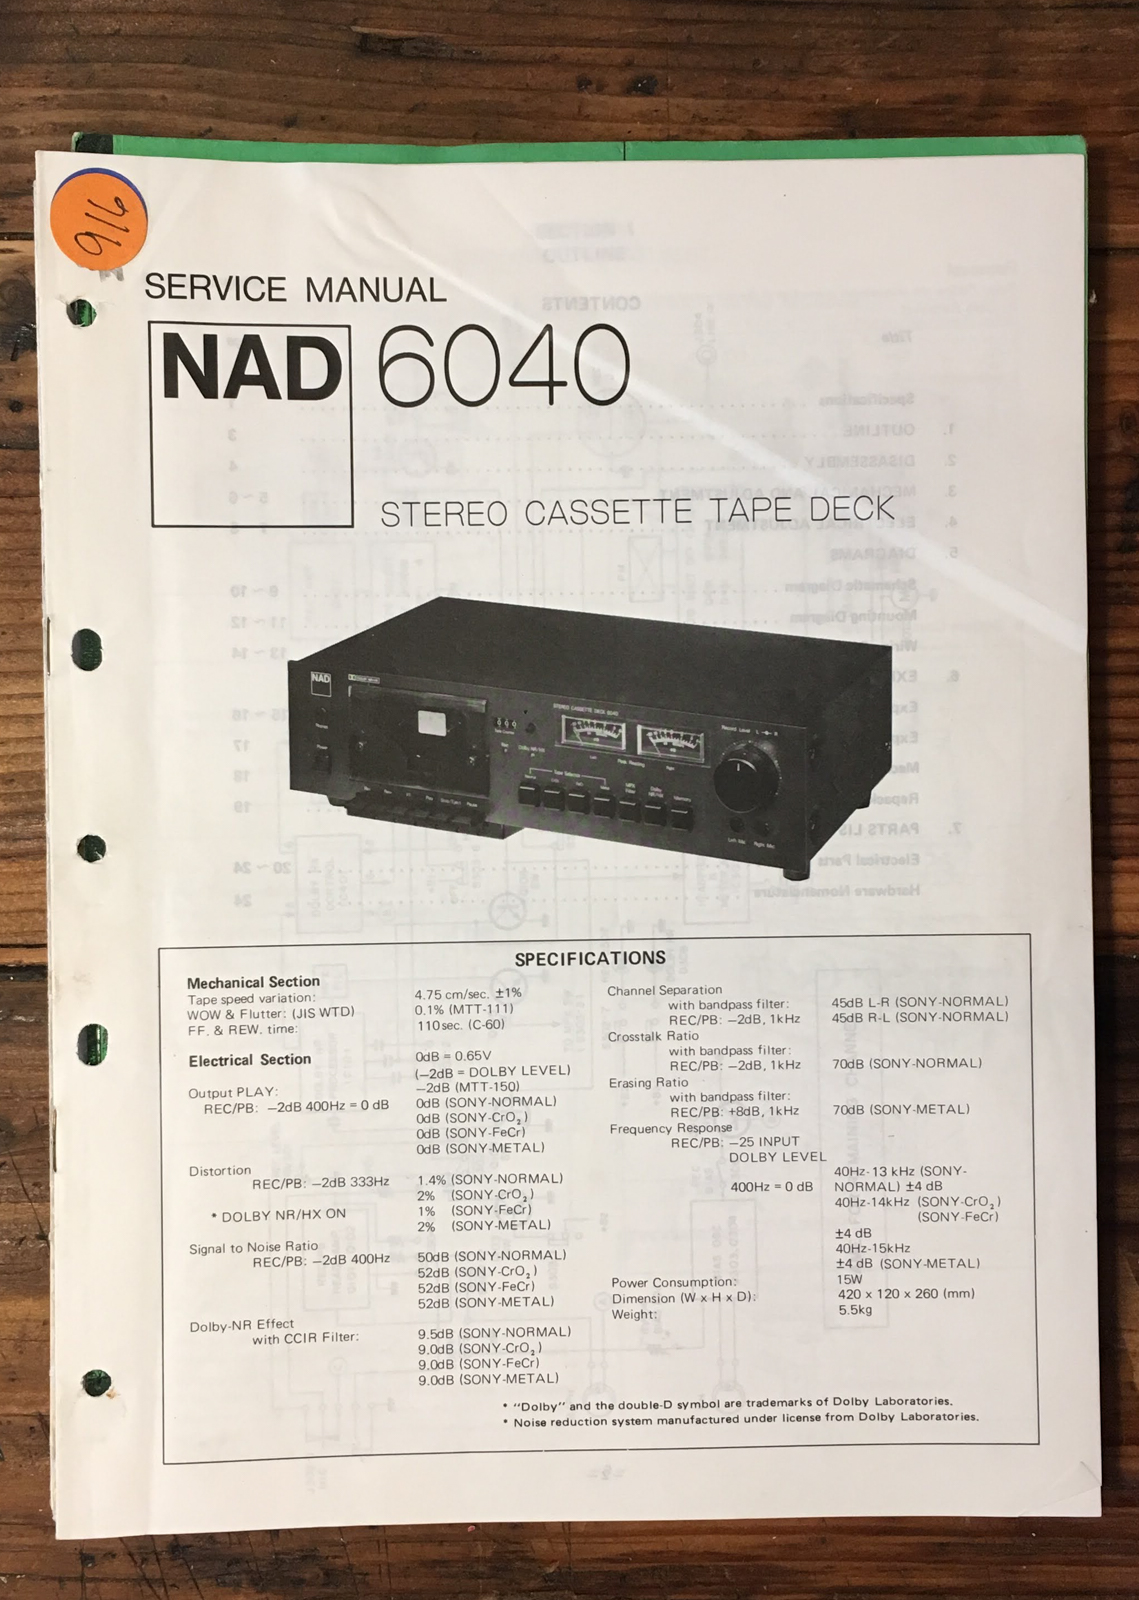 916
SERVICE MANUAL
NAD 6040
STEREO CASSETTE TAPE DECK
NAD
STEREO CASSETTE DECK 6040
Record Level L R
Tape Selector
Peak Reading
SPECIFICATIONS
Mechanical Section
Tape speed variation: 4.75 cm/sec. ±1%
WOW & Flutter: (JIS WTD) 0.1% (MTT-111)
FF. & REW. time: 110sec. (C-60)
Electrical Section 0dB = 0.65V
(−2dB = DOLBY LEVEL)
Output PLAY: −2dB (MTT-150)
REC/PB: −2dB 400Hz = 0 dB 0dB (SONY-NORMAL)
0dB (SONY-CrO2)
0dB (SONY-FeCr)
0dB (SONY-METAL)
Distortion
REC/PB: −2dB 333Hz 1.4% (SONY-NORMAL)
2% (SONY-CrO2)
* DOLBY NR/HX ON 1% (SONY-FeCr)
2% (SONY-METAL)
Signal to Noise Ratio
REC/PB: −2dB 400Hz 50dB (SONY-NORMAL)
52dB (SONY-CrO2)
52dB (SONY-FeCr)
52dB (SONY-METAL)
Dolby-NR Effect
with CCIR Filter: 9.5dB (SONY-NORMAL)
9.0dB (SONY-CrO2)
9.0dB (SONY-FeCr)
9.0dB (SONY-METAL)
Channel Separation
with bandpass filter: 45dB L-R (SONY-NORMAL)
REC/PB: −2dB, 1kHz 45dB R-L (SONY-NORMAL)
Crosstalk Ratio
with bandpass filter:
REC/PB: −2dB, 1kHz 70dB (SONY-NORMAL)
Erasing Ratio
with bandpass filter:
REC/PB: +8dB, 1kHz 70dB (SONY-METAL)
Frequency Response
REC/PB: −25 INPUT
DOLBY LEVEL
40Hz-13 kHz (SONY-
400Hz = 0 dB NORMAL) ±4 dB
40Hz-14kHz (SONY-CrO2)
(SONY-FeCr)
±4 dB
40Hz-15kHz
±4 dB (SONY-METAL)
Power Consumption: 15W
Dimension (W x H x D): 420 x 120 x 260 (mm)
Weight: 5.5kg
* "Dolby" and the double-D symbol are trademarks of Dolby Laboratories.
* Noise reduction system manufactured under license from Dolby Laboratories.